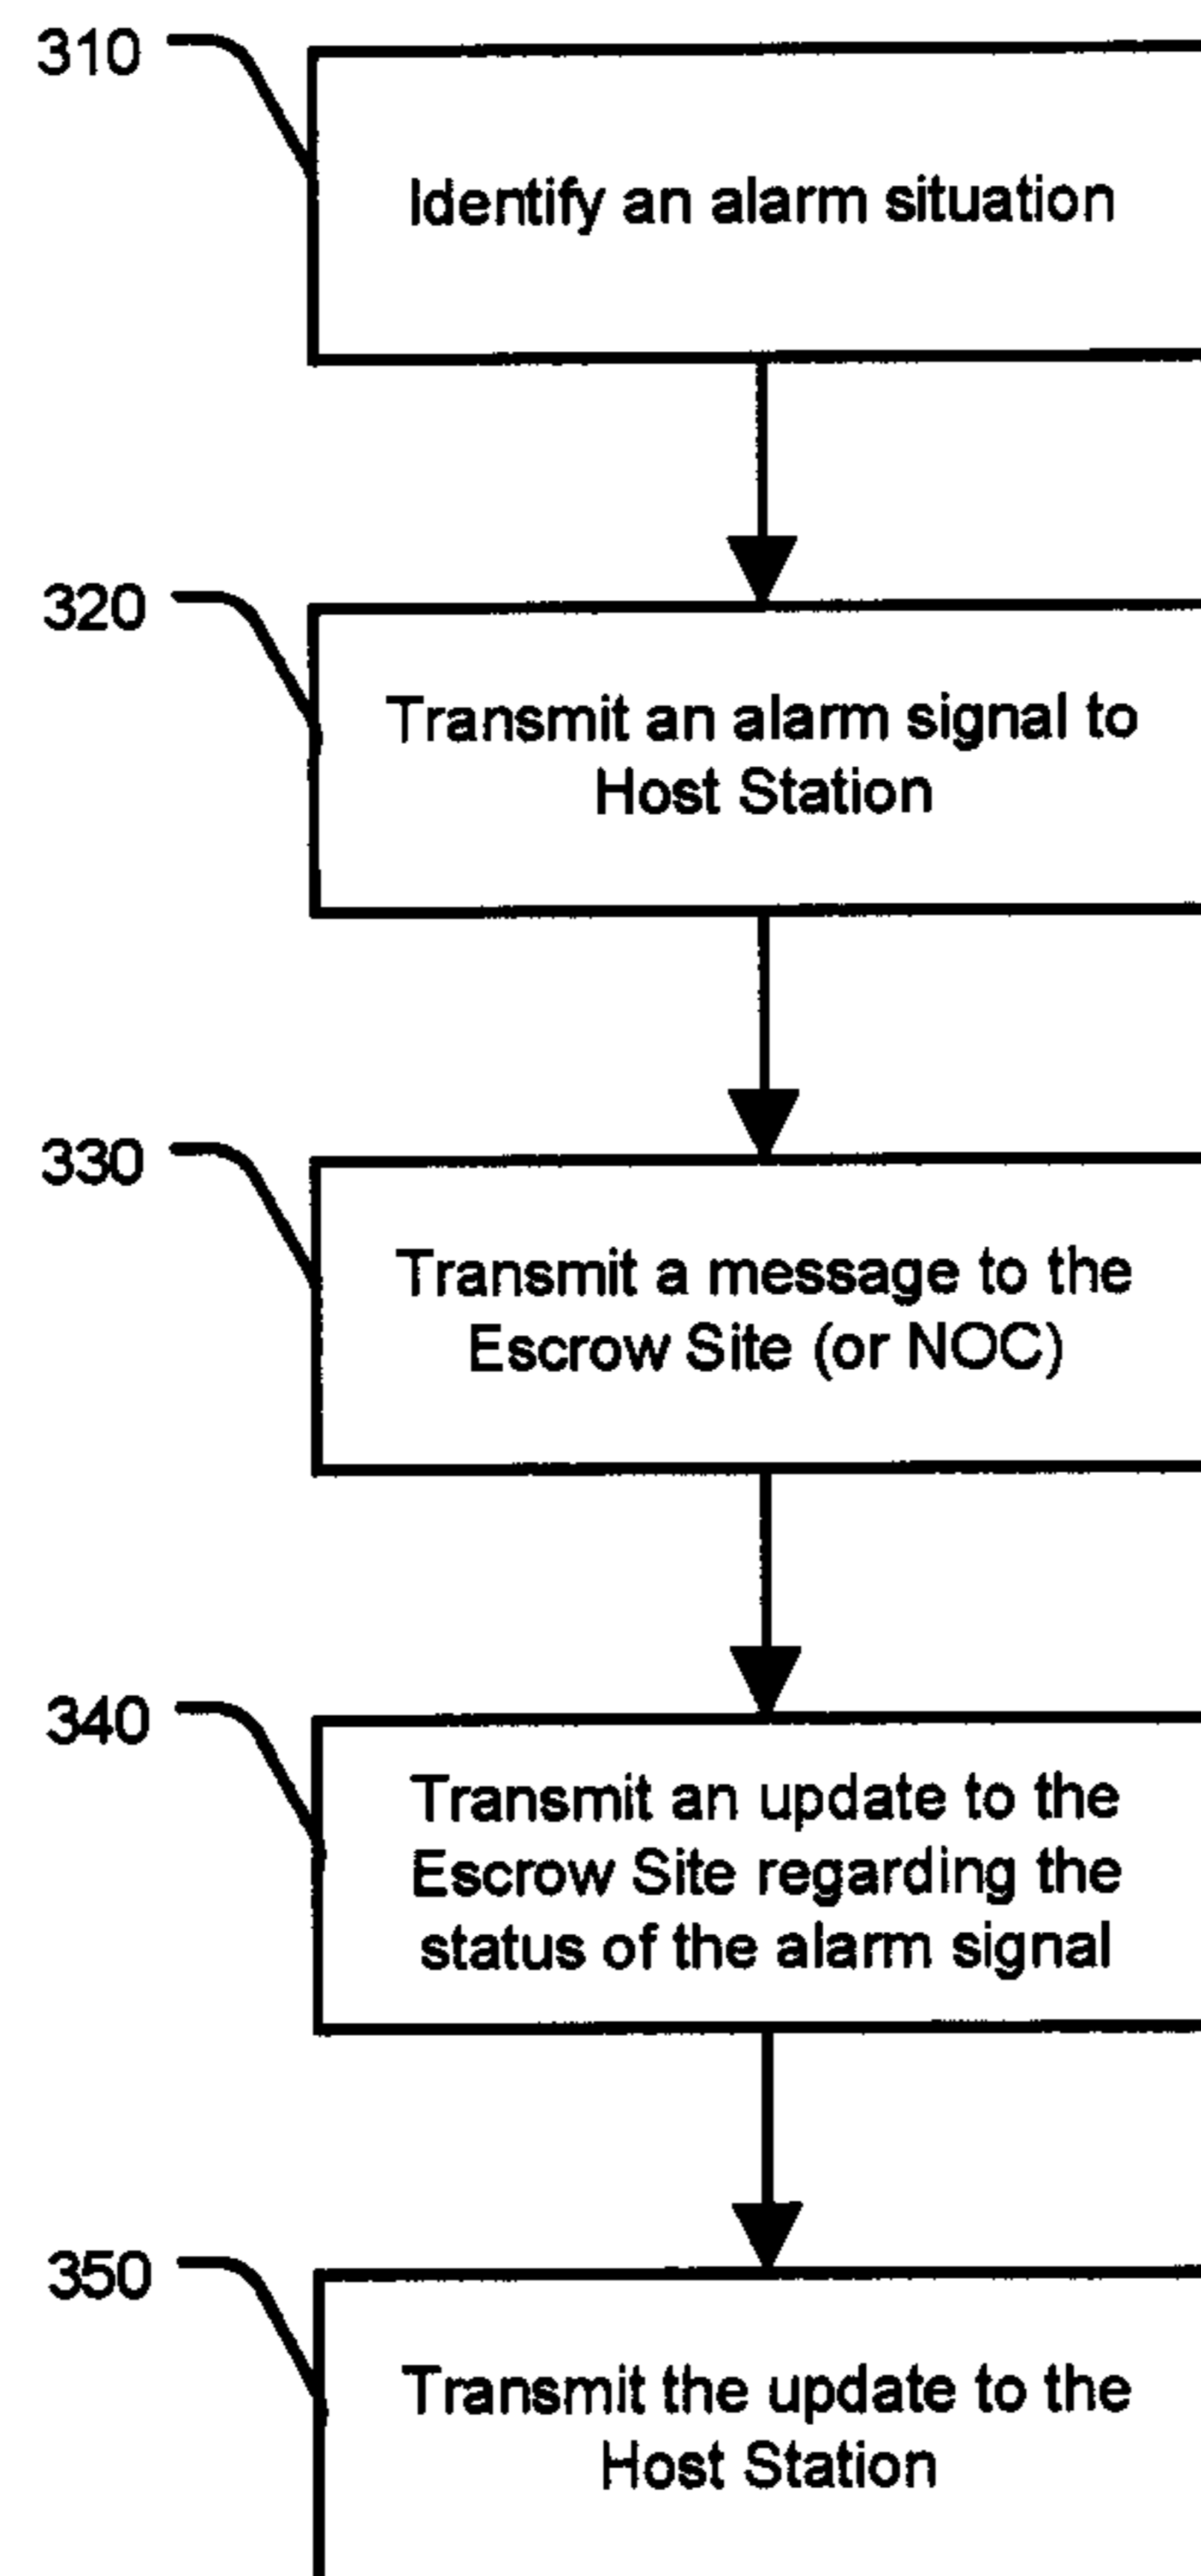 310
Identify an alarm situation
320
Transmit an alarm signal to
Host Station
330
Transmit a message to the
Escrow Site (or NOC)
340
Transmit an update to the
Escrow Site regarding the
status of the alarm signal
350
Transmit the update to the
Host Station